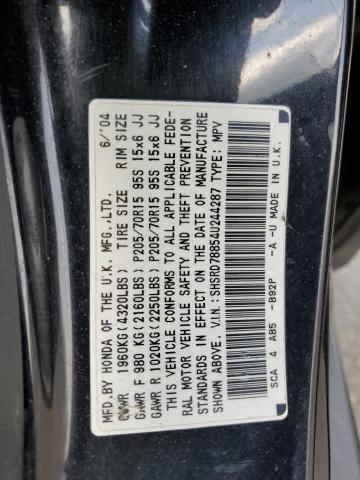 MFD.BY HONDA OF THE U.K. MFG.,LTD. 6/'04
GVWR 1960KG(4320LBS) TIRE SIZE RIM SIZE
GAWR F 980 KG(2160LBS) P205/70R15 95S 15x6 JJ
GAWR R 1020KG(2250LBS) P205/70R15 95S 15x6 JJ
THIS VEHICLE CONFORMS TO ALL APPLICABLE FEDE-
RAL MOTOR VEHICLE SAFETY AND THEFT PREVENTION
STANDARDS IN EFFECT ON THE DATE OF MANUFACTURE
SHOWN ABOVE. V.I.N.:SHSRD78854U244287 TYPE: MPV
SCA 4 AB5 -B92P -A -U MADE IN U.K.